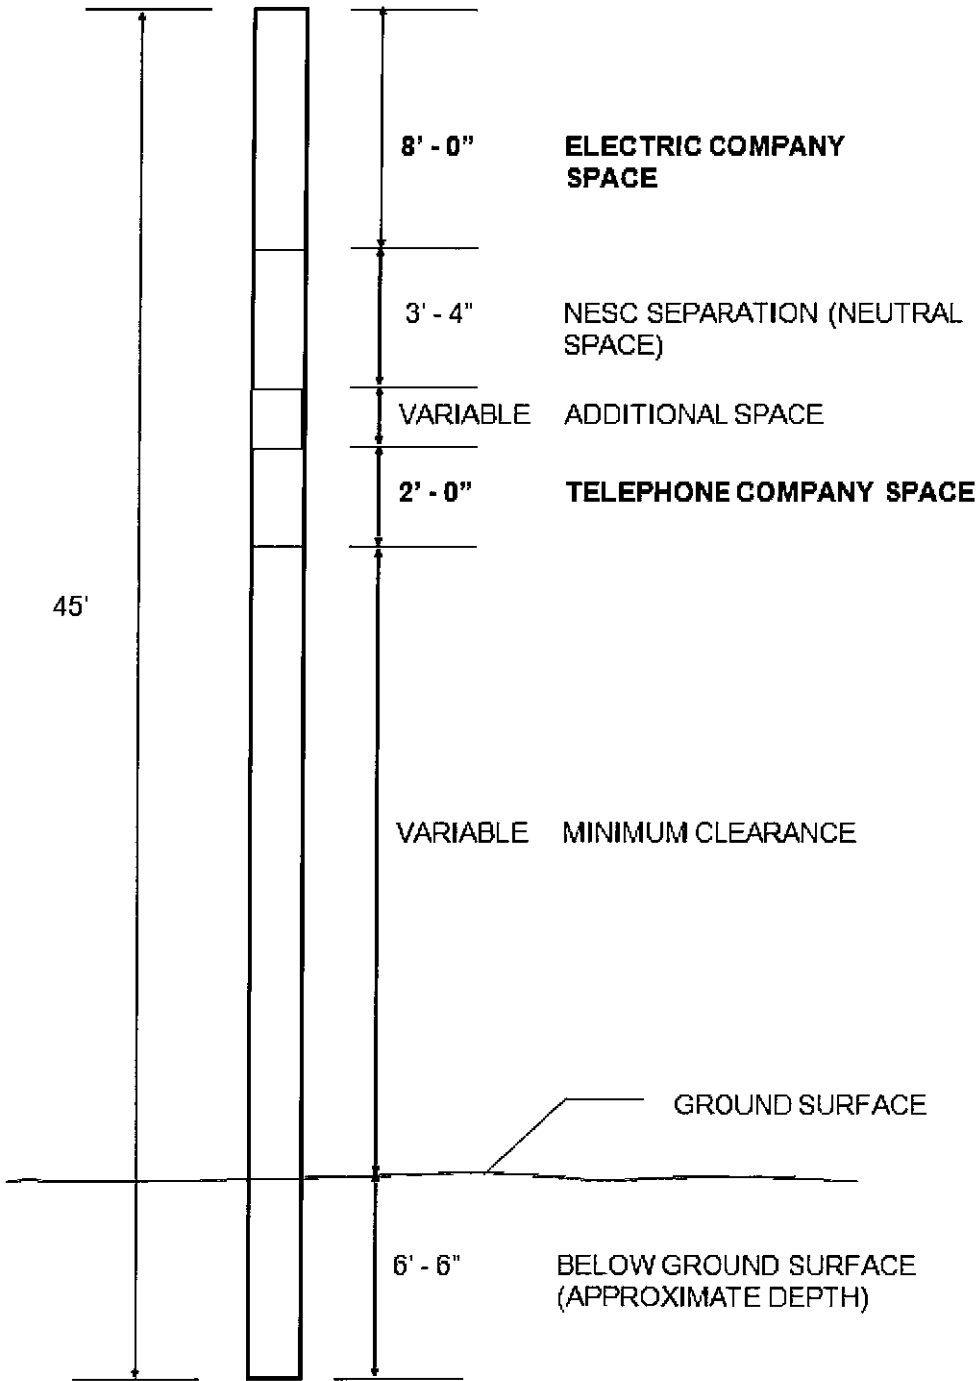 8' - 0" ELECTRIC COMPANY
SPACE
3' - 4" NESC SEPARATION (NEUTRAL
SPACE)
VARIABLE ADDITIONAL SPACE
2' - 0" TELEPHONE COMPANY SPACE
45'
VARIABLE MINIMUM CLEARANCE
GROUND SURFACE
6' - 6" BELOW GROUND SURFACE
(APPROXIMATE DEPTH)